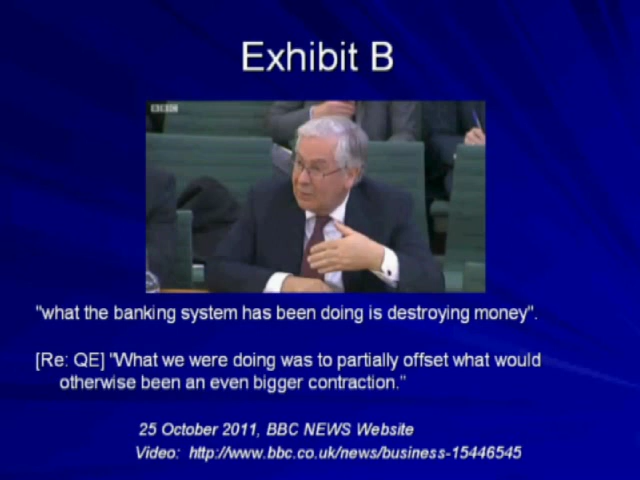 Exhibit B
BBC
"what the banking system has been doing is destroying money".
[Re: QE] "What we were doing was to partially offset what would
otherwise been an even bigger contraction."
25 October 2011, BBC NEWS Website
Video: http://www.bbc.co.uk/news/business-15446545